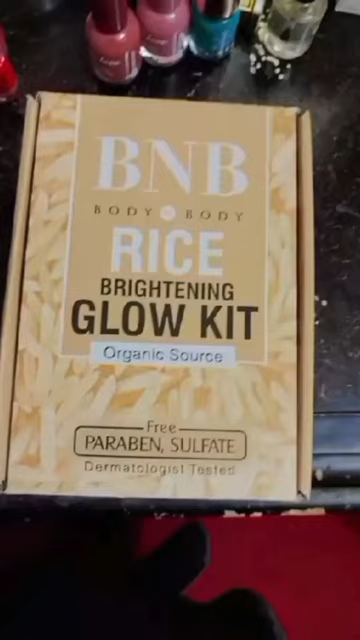 BNB
BODY BODY
RICE
BRIGHTENING
GLOW KIT
Organic Source
Free
PARABEN, SULFATE
Dermatologist Tested